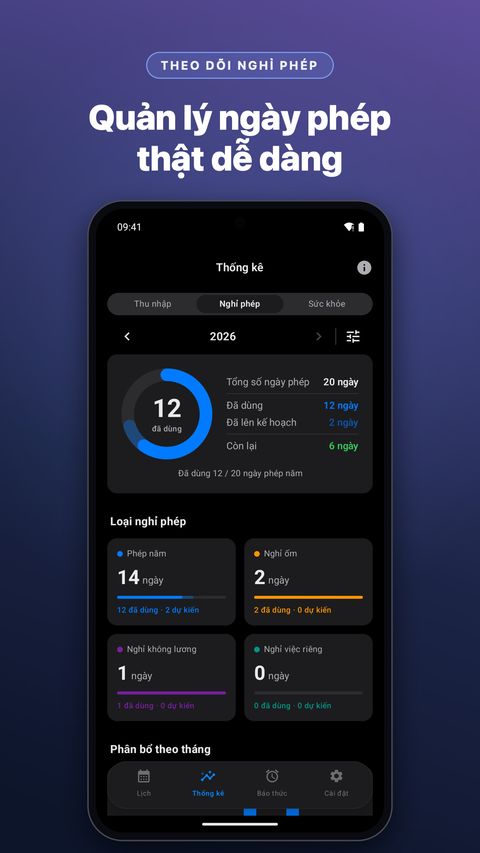 THEO DÕI NGHỈ PHÉP
Quản lý ngày phép
thật dễ dàng
09:41
Thống kê
Thu nhập
Nghỉ phép
Sức khỏe
2026
12
đã dùng
Tổng số ngày phép 20 ngày
Đã dùng 12 ngày
Đã lên kế hoạch 2 ngày
Còn lại 6 ngày
Đã dùng 12 / 20 ngày phép năm
Loại nghỉ phép
Phép năm
14 ngày
12 đã dùng · 2 dự kiến
Nghỉ ốm
2 ngày
2 đã dùng · 0 dự kiến
Nghỉ không lương
1 ngày
1 đã dùng · 0 dự kiến
Nghỉ việc riêng
0 ngày
0 đã dùng · 0 dự kiến
Phân bổ theo tháng
Lịch
Thống kê
Báo thức
Cài đặt